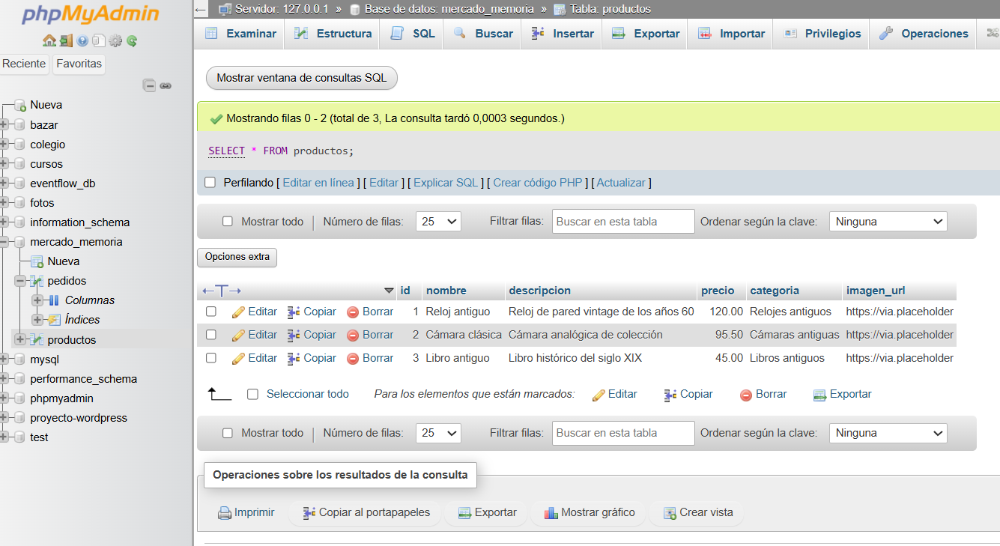 phpMyAdmin
Reciente Favoritas
Nueva
bazar
colegio
cursos
eventflow_db
fotos
information_schema
mercado_memoria
Nueva
pedidos
Columnas
Índices
productos
mysql
performance_schema
phpmyadmin
proyecto-wordpress
test
Servidor: 127.0.0.1 » Base de datos: mercado_memoria » Tabla: productos
Examinar Estructura SQL Buscar Insertar Exportar Importar Privilegios Operaciones
Mostrar ventana de consultas SQL
Mostrando filas 0 - 2 (total de 3, La consulta tardó 0,0003 segundos.)
SELECT * FROM productos;
Perfilando [ Editar en línea ] [ Editar ] [ Explicar SQL ] [ Crear código PHP ] [ Actualizar ]
Mostrar todo | Número de filas: 25 Filtrar filas: Buscar en esta tabla Ordenar según la clave: Ninguna
Opciones extra
←T→ id nombre descripcion precio categoria imagen_url
Editar Copiar Borrar 1 Reloj antiguo Reloj de pared vintage de los años 60 120.00 Relojes antiguos https://via.placeholder
Editar Copiar Borrar 2 Cámara clásica Cámara analógica de colección 95.50 Cámaras antiguas https://via.placeholder
Editar Copiar Borrar 3 Libro antiguo Libro histórico del siglo XIX 45.00 Libros antiguos https://via.placeholder
Seleccionar todo Para los elementos que están marcados: Editar Copiar Borrar Exportar
Mostrar todo | Número de filas: 25 Filtrar filas: Buscar en esta tabla Ordenar según la clave: Ninguna
Operaciones sobre los resultados de la consulta
Imprimir Copiar al portapapeles Exportar Mostrar gráfico Crear vista